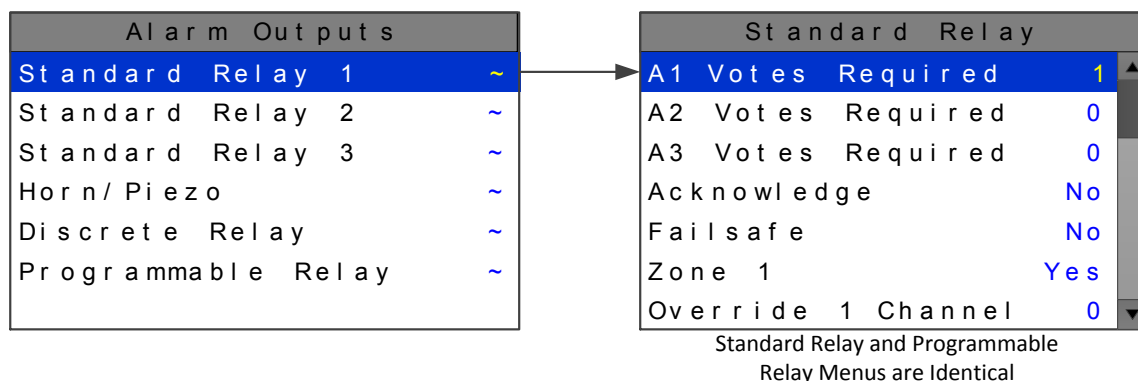 Alarm Outputs
Standard Relay 1 ~
Standard Relay 2 ~
Standard Relay 3 ~
Horn/Piezo ~
Discrete Relay ~
Programmable Relay ~
Standard Relay
A1 Votes Required 1
A2 Votes Required 0
A3 Votes Required 0
Acknowledge No
Failsafe No
Zone 1 Yes
Override 1 Channel 0
Standard Relay and Programmable
Relay Menus are Identical